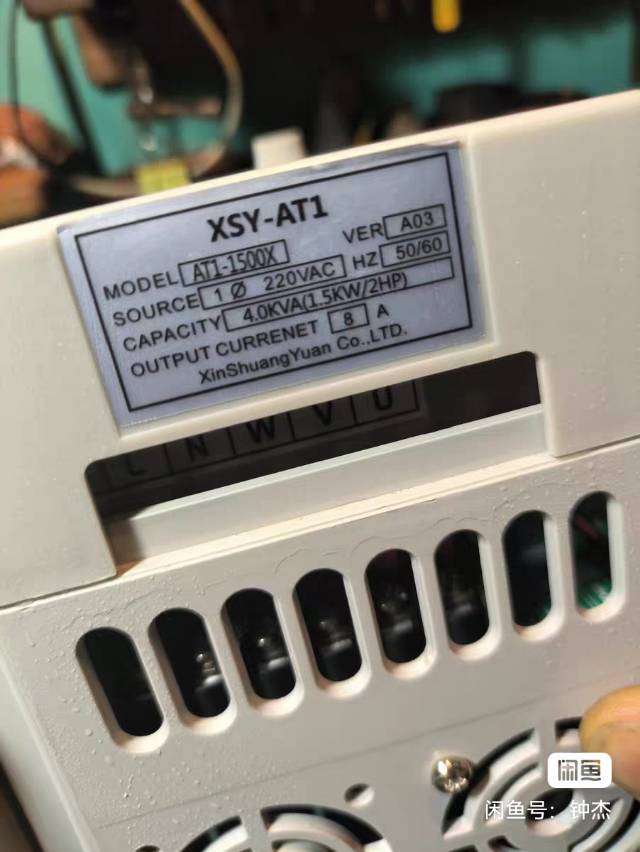 XSY-AT1
MODEL AT1-1500X VER A03
SOURCE 1 Ø 220VAC HZ 50/60
CAPACITY 4.0KVA(1.5KW/2HP)
OUTPUT CURRENET 8 A
XinShuangYuan Co.,LTD.
L N W V U
闲鱼
闲鱼号：钟杰